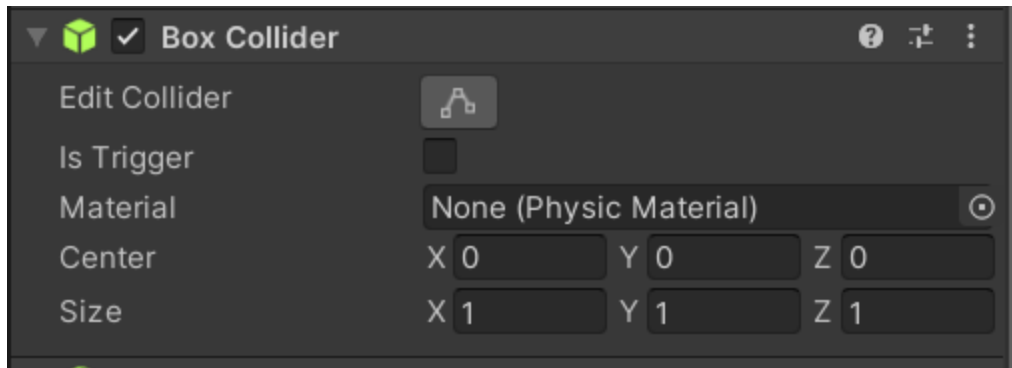 Box Collider
Edit Collider
Is Trigger
Material None (Physic Material)
Center X 0 Y 0 Z 0
Size X 1 Y 1 Z 1